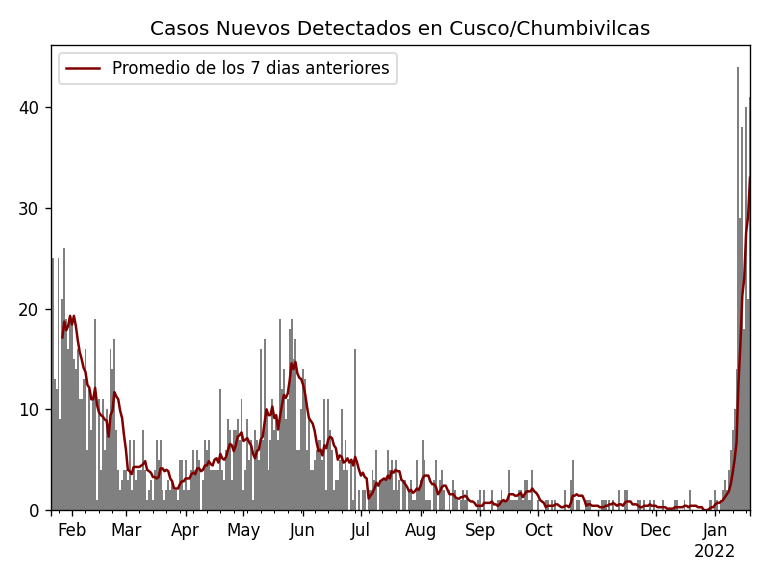 Casos Nuevos Detectados en Cusco/Chumbivilcas
Promedio de los 7 dias anteriores
40
30
20
10
0
Feb Mar Apr May Jun Jul Aug Sep Oct Nov Dec Jan
2022